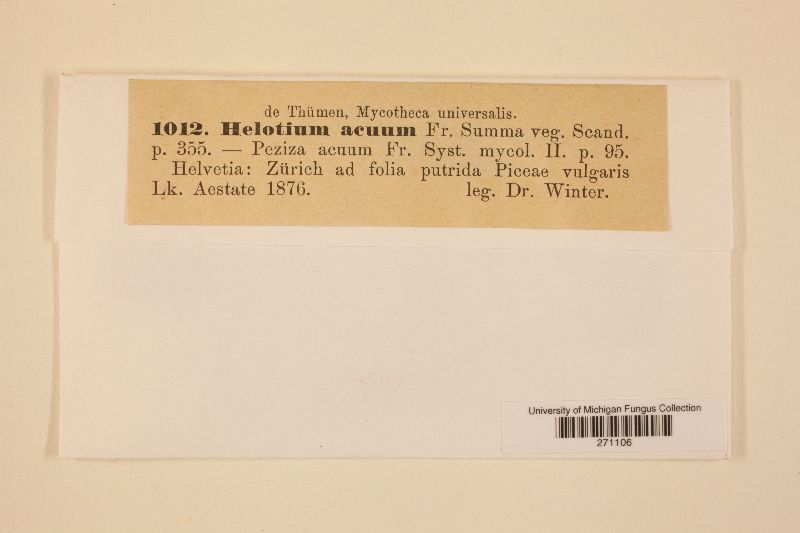 de Thümen, Mycotheca universalis.
1012. Helotium acuum Fr. Summa veg. Scand.
p. 355. — Peziza acuum Fr. Syst. mycol. II. p. 95.
Helvetia: Zürich ad folia putrida Piceae vulgaris
Lk. Aestate 1876. leg. Dr. Winter.
University of Michigan Fungus Collection
271106